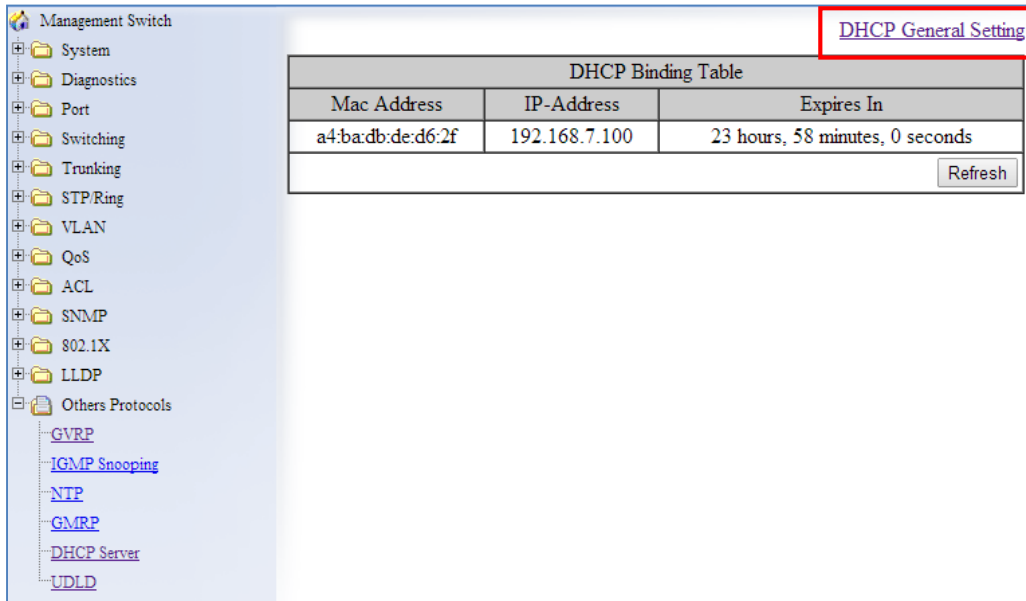 Management Switch
System
Diagnostics
Port
Switching
Trunking
STP/Ring
VLAN
QoS
ACL
SNMP
802.1X
LLDP
Others Protocols
GVRP
IGMP Snooping
NTP
GMRP
DHCP Server
UDLD
DHCP General Setting
DHCP Binding Table
Mac Address IP-Address Expires In
a4:ba:db:de:d6:2f 192.168.7.100 23 hours, 58 minutes, 0 seconds
Refresh